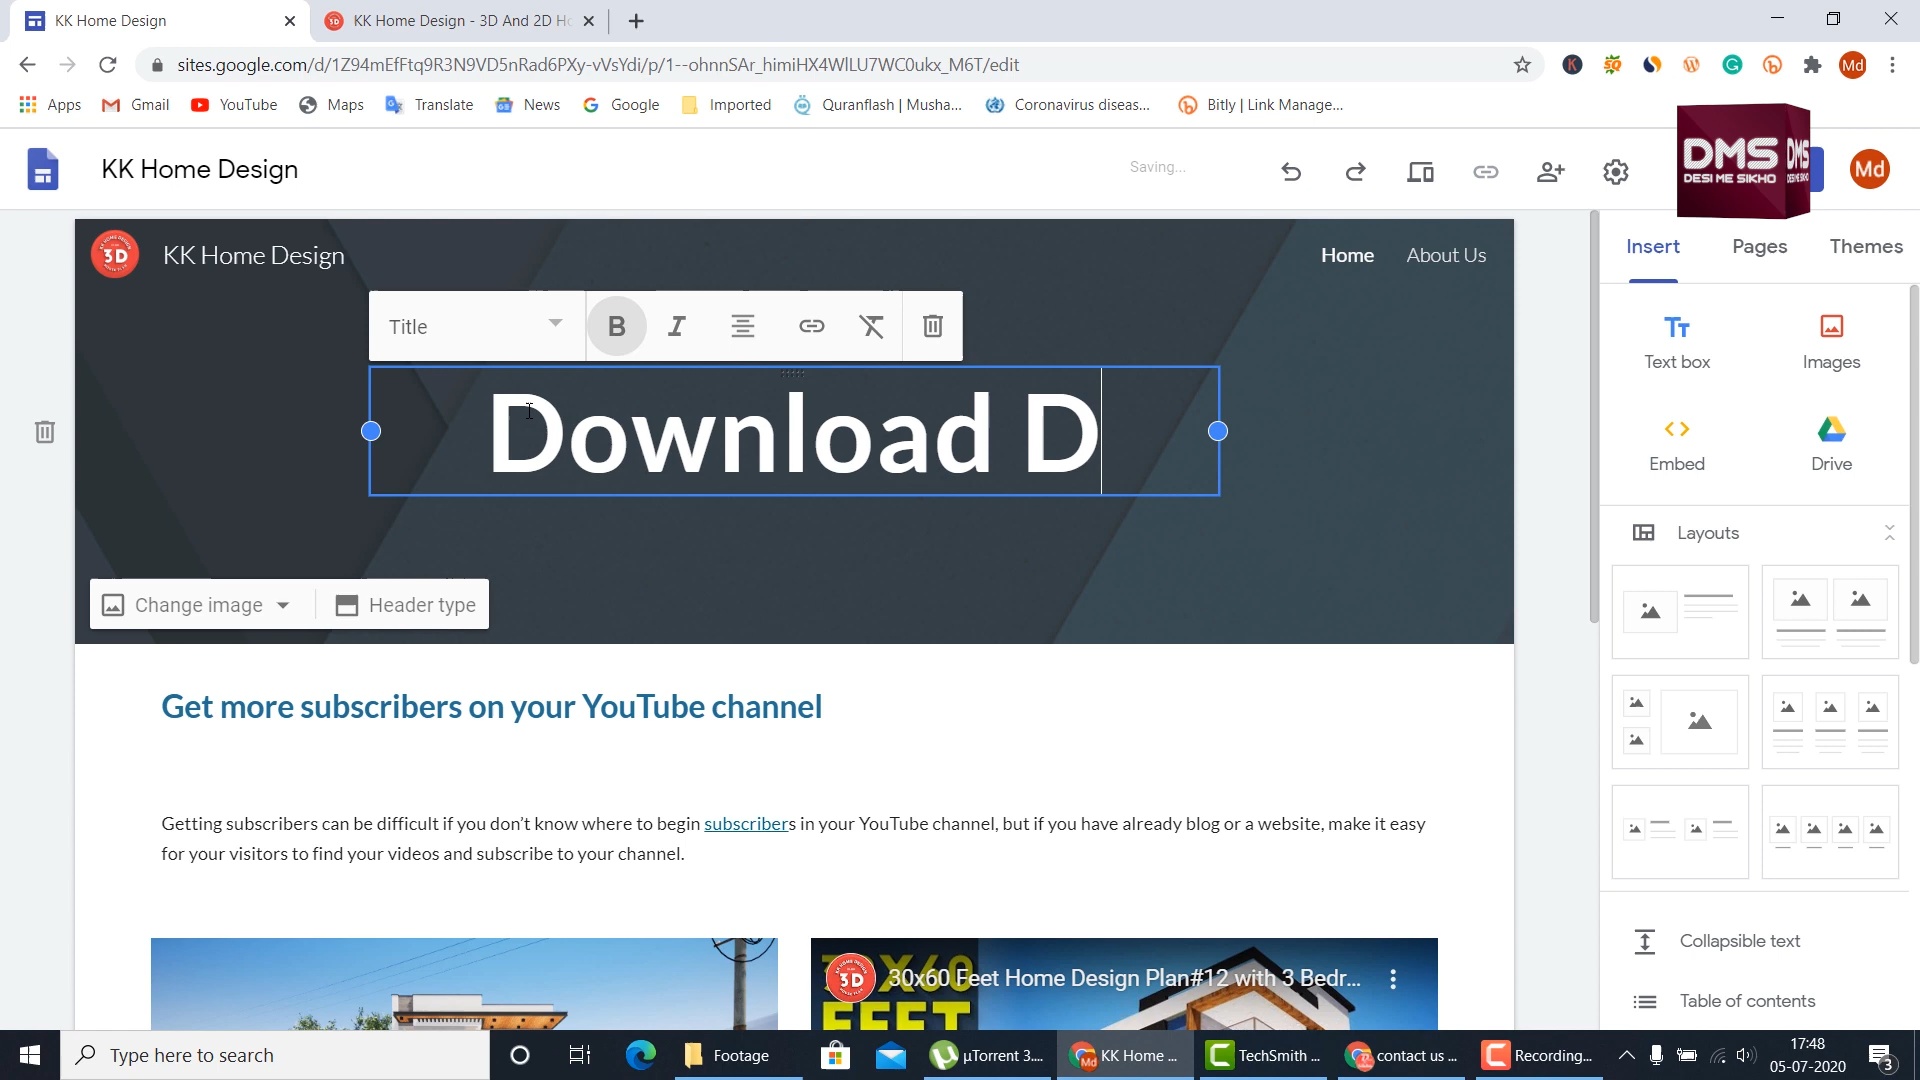 KK Home Design
KK Home Design - 3D And 2D Ho
sites.google.com/d/1Z94mEfFtq9R3N9VD5nRad6PXy-vVsYdi/p/1--ohnnSAr_himiHX4WlLU7WC0ukx_M6T/edit
Md
Apps Gmail YouTube Maps Translate News Google Imported Quranflash | Musha... Coronavirus diseas... Bitly | Link Manage...
KK Home Design
Saving...
DMS
DESI ME SIKHO
Md
3D
KK Home Design
Home About Us
Insert Pages Themes
Title B I
Text box Images
Download D
Embed Drive
Layouts
Change image Header type
Get more subscribers on your YouTube channel
Getting subscribers can be difficult if you don't know where to begin subscribers in your YouTube channel, but if you have already blog or a website, make it easy
for your visitors to find your videos and subscribe to your channel.
Collapsible text
3D
30x60 Feet Home Design Plan#12 with 3 Bedr...
30X60
FEET
Table of contents
Type here to search
Footage
µTorrent 3....
KK Home ...
TechSmith ...
contact us ...
Recording...
17:48
05-07-2020
3